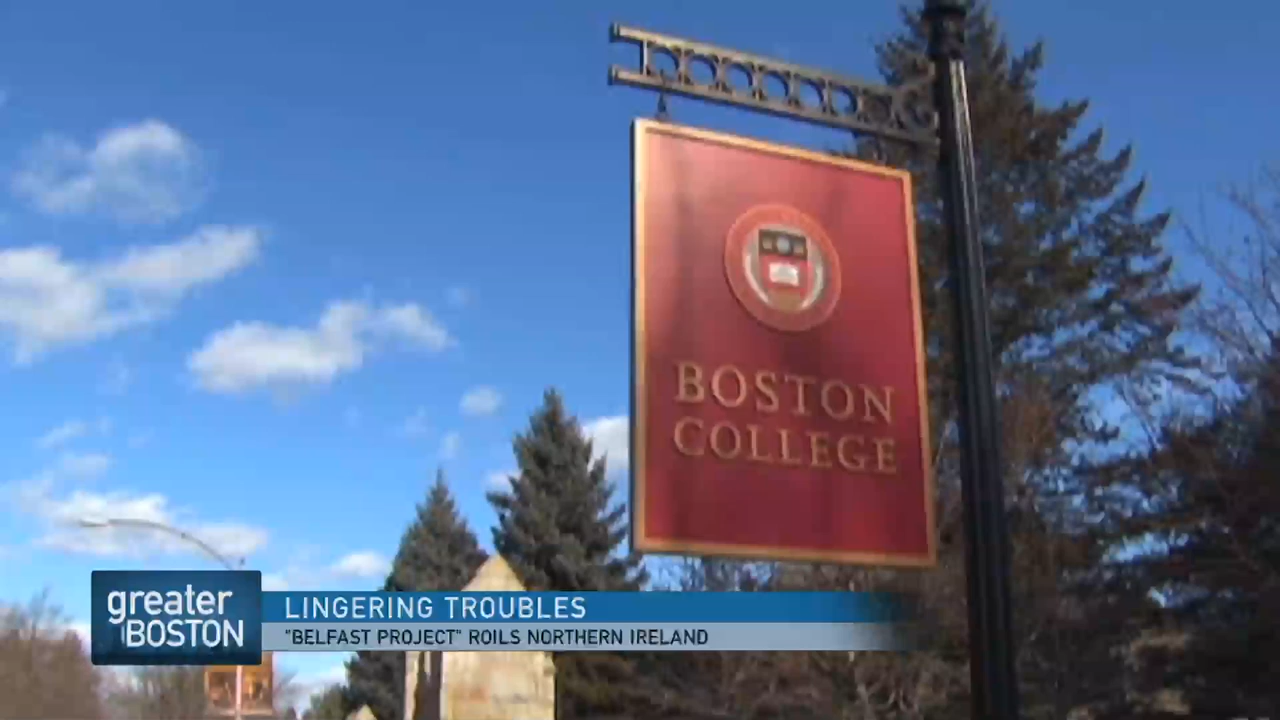 BOSTON
COLLEGE
greater
BOSTON
LINGERING TROUBLES
"BELFAST PROJECT" ROILS NORTHERN IRELAND